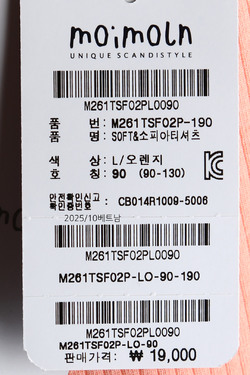 moimoln
UNIQUE SCANDISTYLE
M261TSF02PL0090
품 번: M261TSF02P-190
품 명: SOFT&소피아티셔츠
색 상: L/오렌지
호 칭: 90 (90-130)
안전확인신고
확인증번호 : CB014R1009-5006
2025/10베트남
M261TSF02PL0090
M261TSF02P-LO-90-190
M261TSF02PL0090
M261TSF02P-LO-90
판매가격: ₩ 19,000